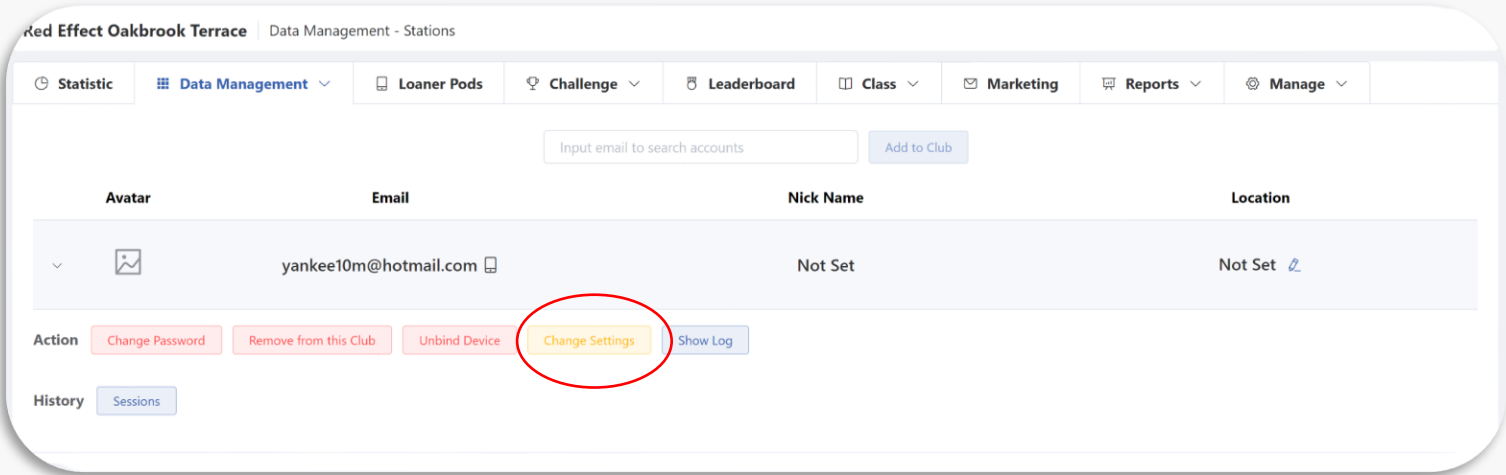 Red Effect Oakbrook Terrace Data Management - Stations
Statistic Data Management Loaner Pods Challenge Leaderboard Class Marketing Reports Manage
Input email to search accounts Add to Club
Avatar Email Nick Name Location
yankee10m@hotmail.com Not Set Not Set
Action Change Password Remove from this Club Unbind Device Change Settings Show Log
History Sessions